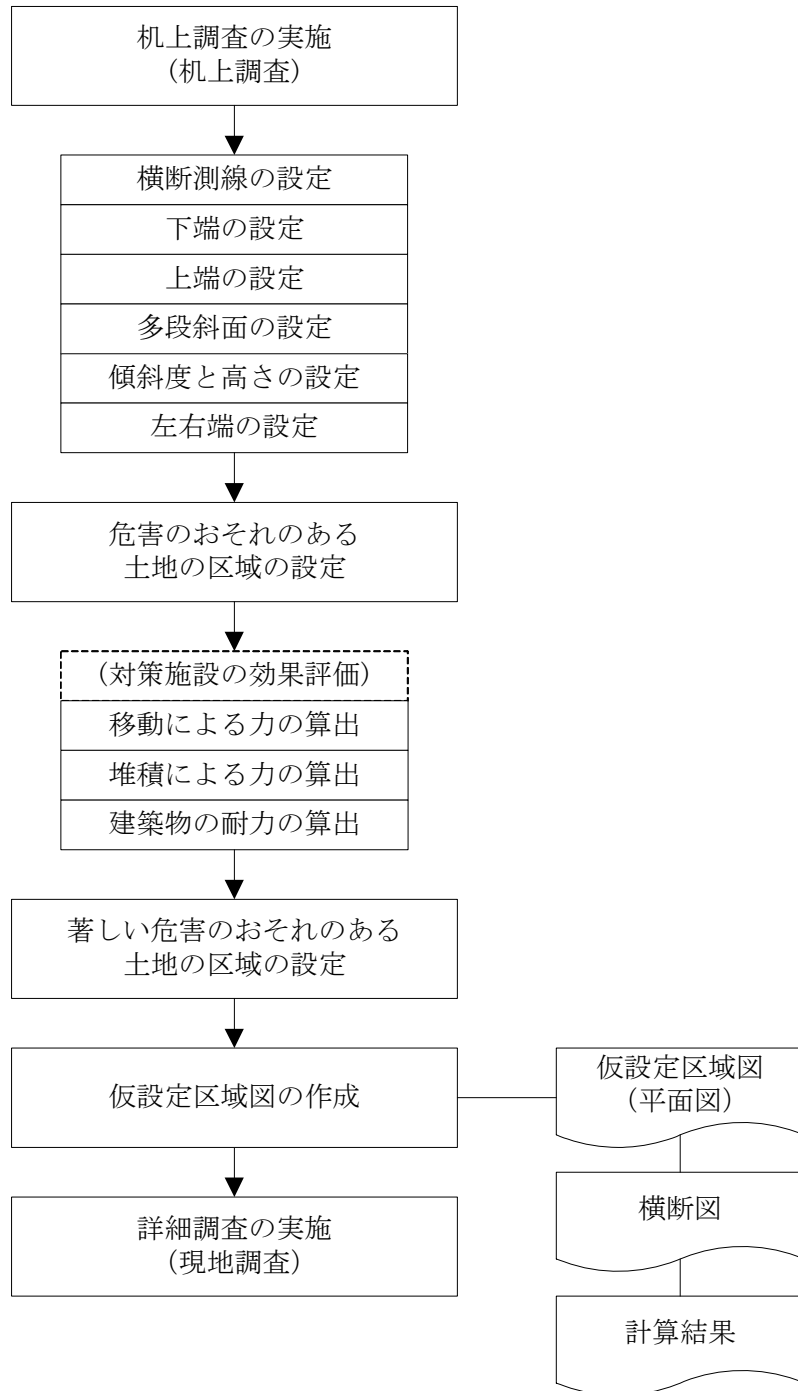 机上調査の実施
(机上調査)
横断測線の設定
下端の設定
上端の設定
多段斜面の設定
傾斜度と高さの設定
左右端の設定
危害のおそれのある
土地の区域の設定
(対策施設の効果評価)
移動による力の算出
堆積による力の算出
建築物の耐力の算出
著しい危害のおそれのある
土地の区域の設定
仮設定区域図の作成
仮設定区域図
(平面図)
横断図
計算結果
詳細調査の実施
(現地調査)